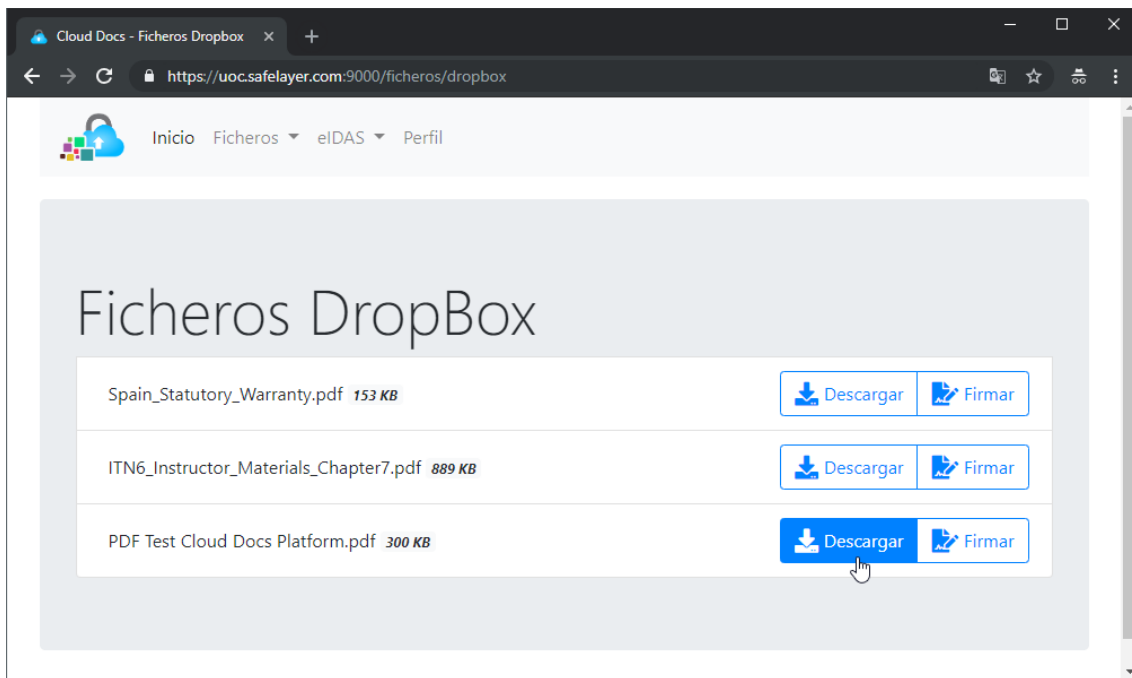 Cloud Docs - Ficheros Dropbox
https://uoc.safelayer.com:9000/ficheros/dropbox
Inicio Ficheros eIDAS Perfil
Ficheros DropBox
Spain_Statutory_Warranty.pdf 153 KB Descargar Firmar
ITN6_Instructor_Materials_Chapter7.pdf 889 KB Descargar Firmar
PDF Test Cloud Docs Platform.pdf 300 KB Descargar Firmar